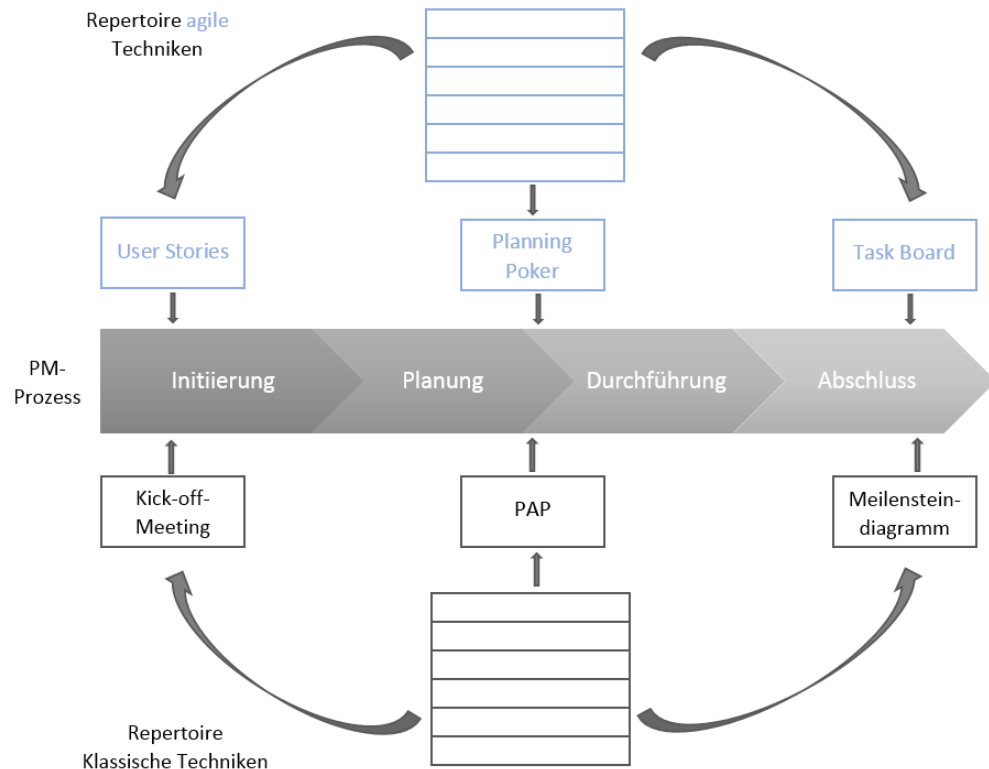 Repertoire agile
Techniken
User Stories
Planning
Poker
Task Board
PM-
Prozess
Initiierung
Planung
Durchführung
Abschluss
Kick-off-
Meeting
PAP
Meilenstein-
diagramm
Repertoire
Klassische Techniken